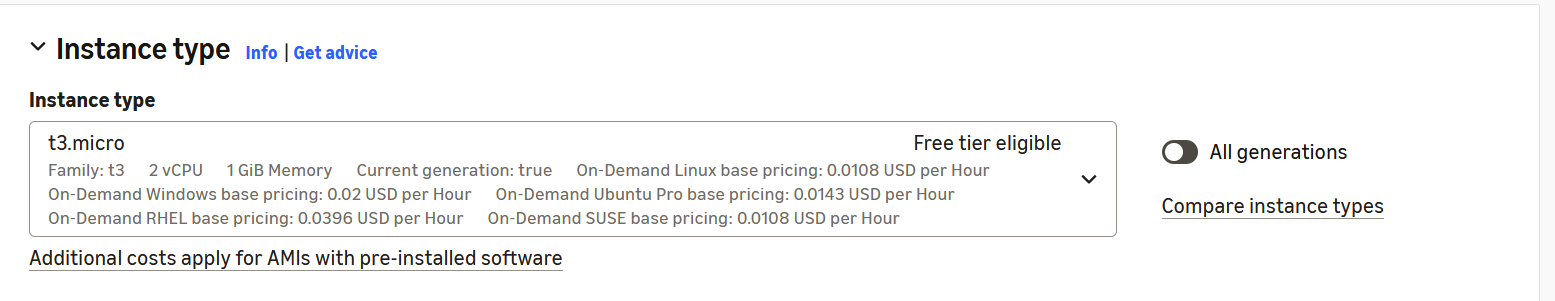 Instance type Info | Get advice
Instance type
t3.micro Free tier eligible
Family: t3 2 vCPU 1 GiB Memory Current generation: true On-Demand Linux base pricing: 0.0108 USD per Hour
On-Demand Windows base pricing: 0.02 USD per Hour On-Demand Ubuntu Pro base pricing: 0.0143 USD per Hour
On-Demand RHEL base pricing: 0.0396 USD per Hour On-Demand SUSE base pricing: 0.0108 USD per Hour
All generations
Compare instance types
Additional costs apply for AMIs with pre-installed software